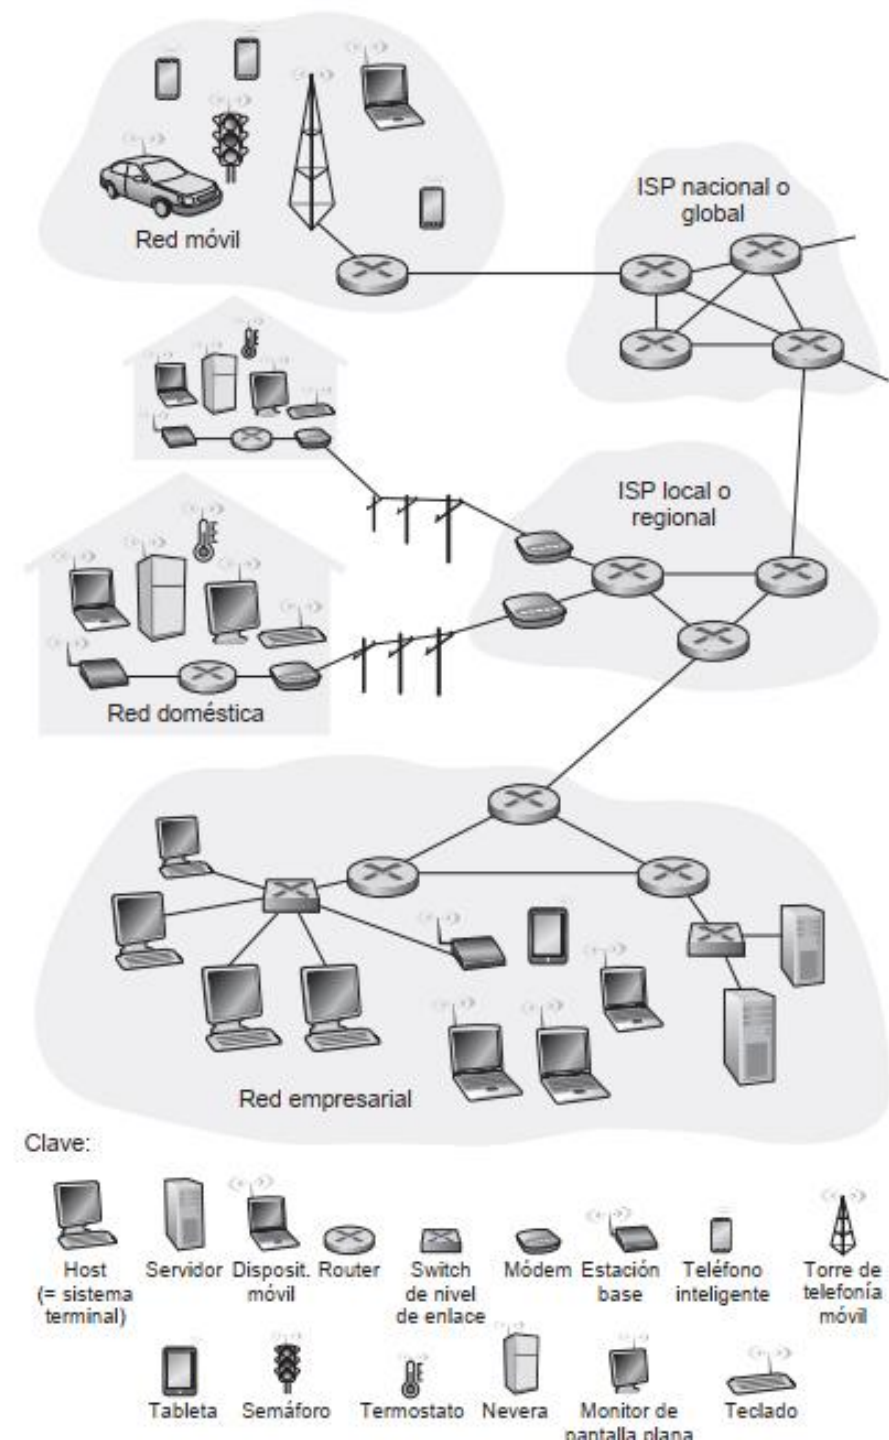 ISP nacional o
global
Red móvil
ISP local o
regional
Red doméstica
Red empresarial
Clave:
Host
(= sistema
terminal)
Servidor
Disposit.
móvil
Router
Switch
de nivel
de enlace
Módem
Estación
base
Teléfono
inteligente
Torre de
telefonía
móvil
Tableta
Semáforo
Termostato
Nevera
Monitor de
pantalla plana
Teclado